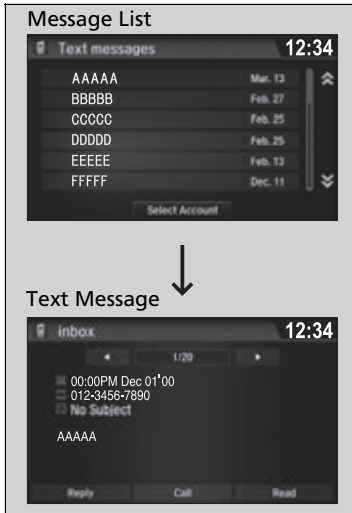 Message List
Text messages 12:34
AAAAA Mar. 13
BBBBB Feb. 27
CCCCC Feb. 25
DDDDD Feb. 25
EEEEE Feb. 13
FFFFF Dec. 11
Select Account
Text Message
inbox 12:34
1/20
00:00PM Dec 01'00
012-3456-7890
No Subject
AAAAA
Reply Call Read